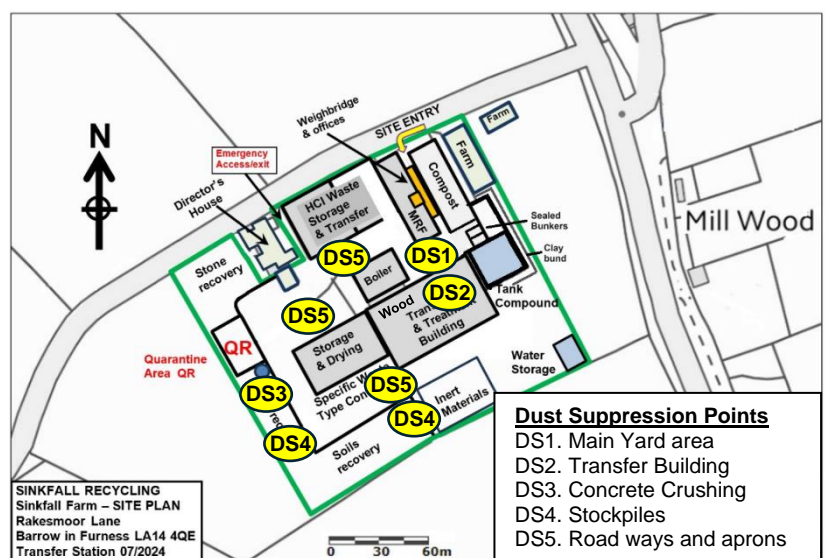 N
Weighbridge
& offices
SITE ENTRY
Farm
Farm
Emergency
Access/exit
Director's
House
HCI Waste
Storage
& Transfer
MRF
Compost
Sealed
Bunkers
Clay
bund
Mill Wood
Stone
recovery
DS5
DS1
Boiler
DS2
Tank
Compound
Wood
& Treatment
Building
DS5
Storage
& Drying
QR
Quarantine
Area QR
Water
Storage
DS3
Specific
Type
DS5
DS4
Inert
Materials
DS4
Soils
recovery
Dust Suppression Points
DS1. Main Yard area
DS2. Transfer Building
DS3. Concrete Crushing
DS4. Stockpiles
DS5. Road ways and aprons
SINKFALL RECYCLING
Sinkfall Farm – SITE PLAN
Rakesmoor Lane
Barrow in Furness LA14 4QE
Transfer Station 07/2024
0 30 60m